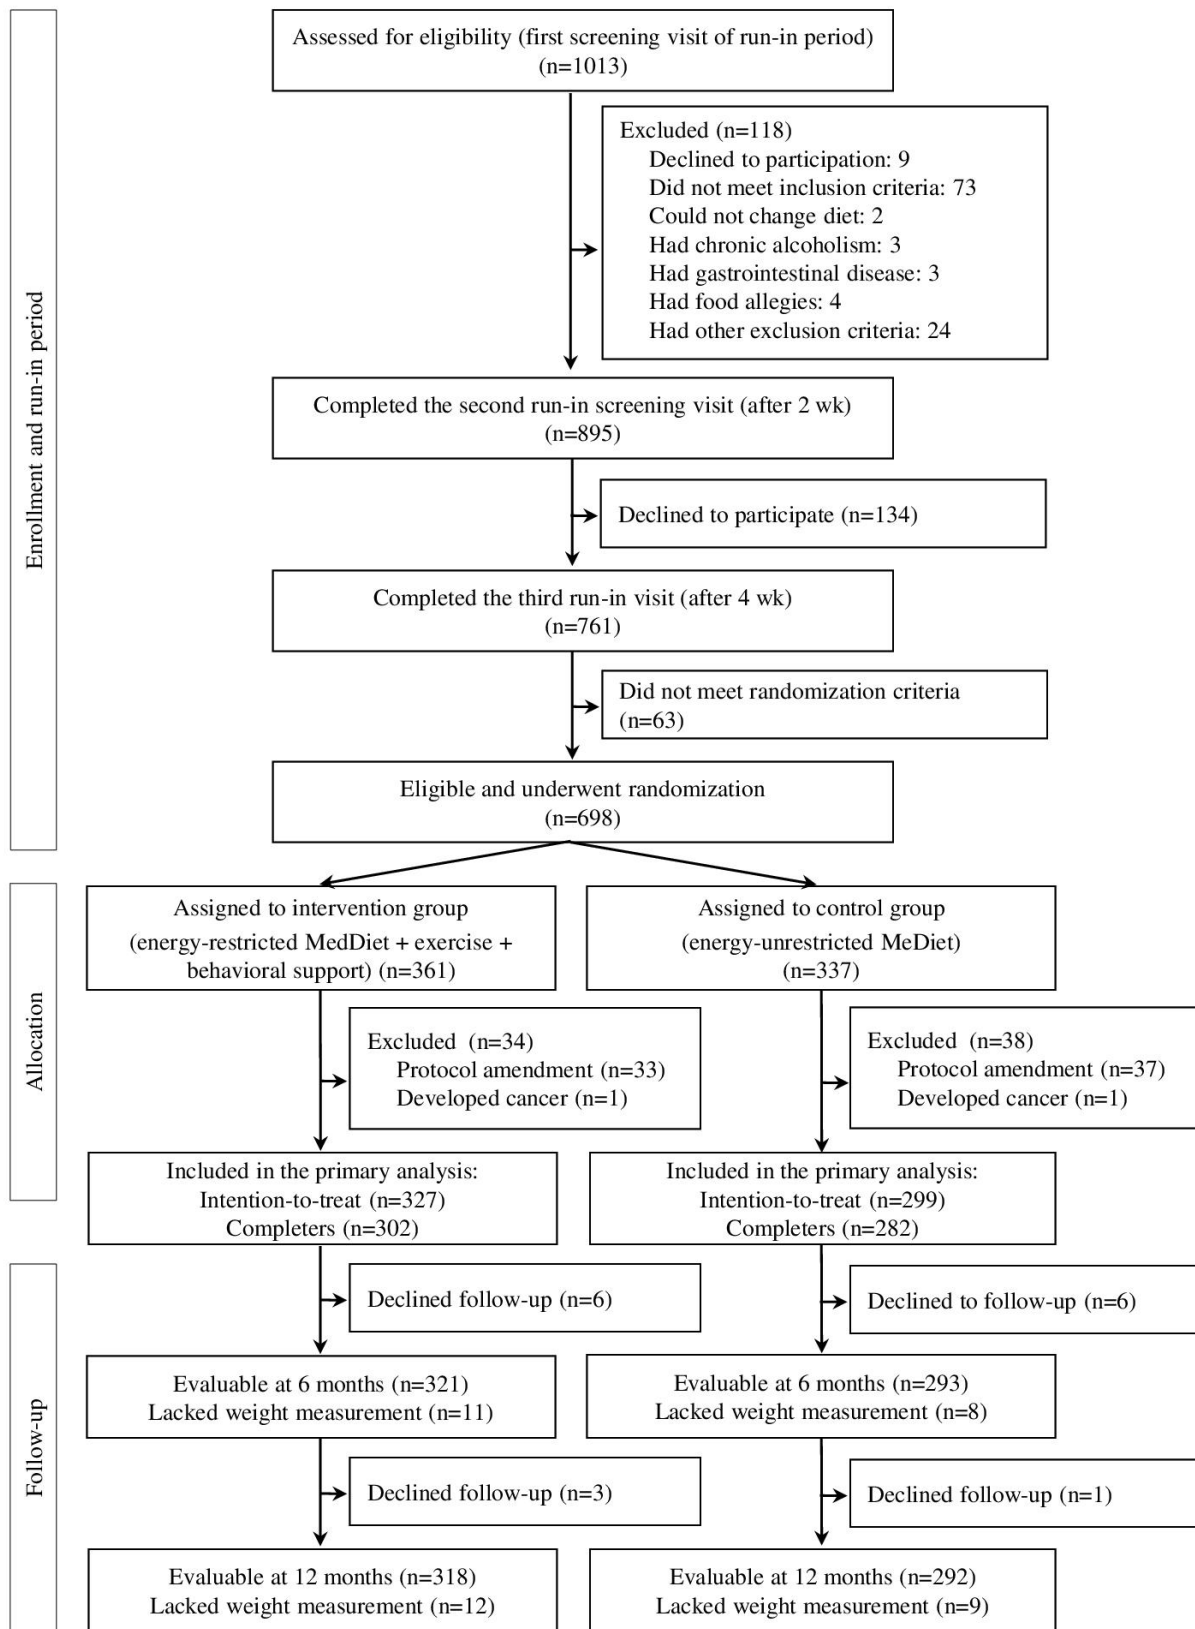 Enrollment and run-in period
Assessed for eligibility (first screening visit of run-in period)
(n=1013)
Excluded (n=118)
Declined to participation: 9
Did not meet inclusion criteria: 73
Could not change diet: 2
Had chronic alcoholism: 3
Had gastrointestinal disease: 3
Had food allergies: 4
Had other exclusion criteria: 24
Completed the second run-in screening visit (after 2 wk)
(n=895)
Declined to participate (n=134)
Completed the third run-in visit (after 4 wk)
(n=761)
Did not meet randomization criteria
(n=63)
Eligible and underwent randomization
(n=698)
Allocation
Assigned to intervention group
(energy-restricted MedDiet + exercise +
behavioral support) (n=361)
Assigned to control group
(energy-unrestricted MeDiet)
(n=337)
Excluded (n=34)
Protocol amendment (n=33)
Developed cancer (n=1)
Excluded (n=38)
Protocol amendment (n=37)
Developed cancer (n=1)
Included in the primary analysis:
Intention-to-treat (n=327)
Completers (n=302)
Included in the primary analysis:
Intention-to-treat (n=299)
Completers (n=282)
Follow-up
Declined follow-up (n=6)
Declined to follow-up (n=6)
Evaluable at 6 months (n=321)
Lacked weight measurement (n=11)
Evaluable at 6 months (n=293)
Lacked weight measurement (n=8)
Declined follow-up (n=3)
Declined follow-up (n=1)
Evaluable at 12 months (n=318)
Lacked weight measurement (n=12)
Evaluable at 12 months (n=292)
Lacked weight measurement (n=9)